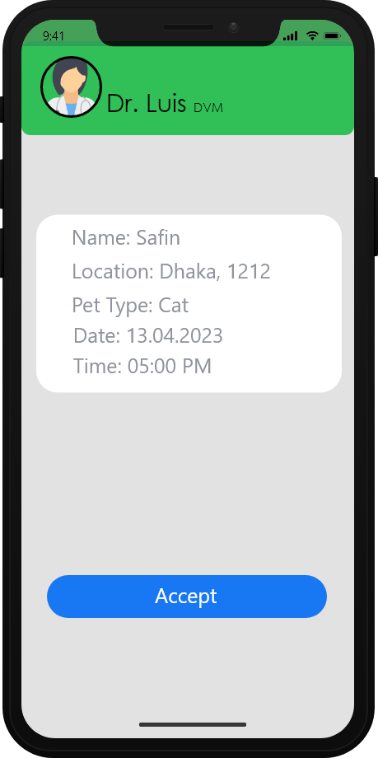 9:41
Dr. Luis DVM
Name: Safin
Location: Dhaka, 1212
Pet Type: Cat
Date: 13.04.2023
Time: 05:00 PM
Accept